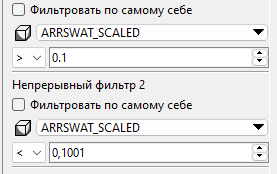 Фильтровать по самому себе
ARRSWAT_SCALED
> 0.1
Непрерывный фильтр 2
Фильтровать по самому себе
ARRSWAT_SCALED
< 0,1001